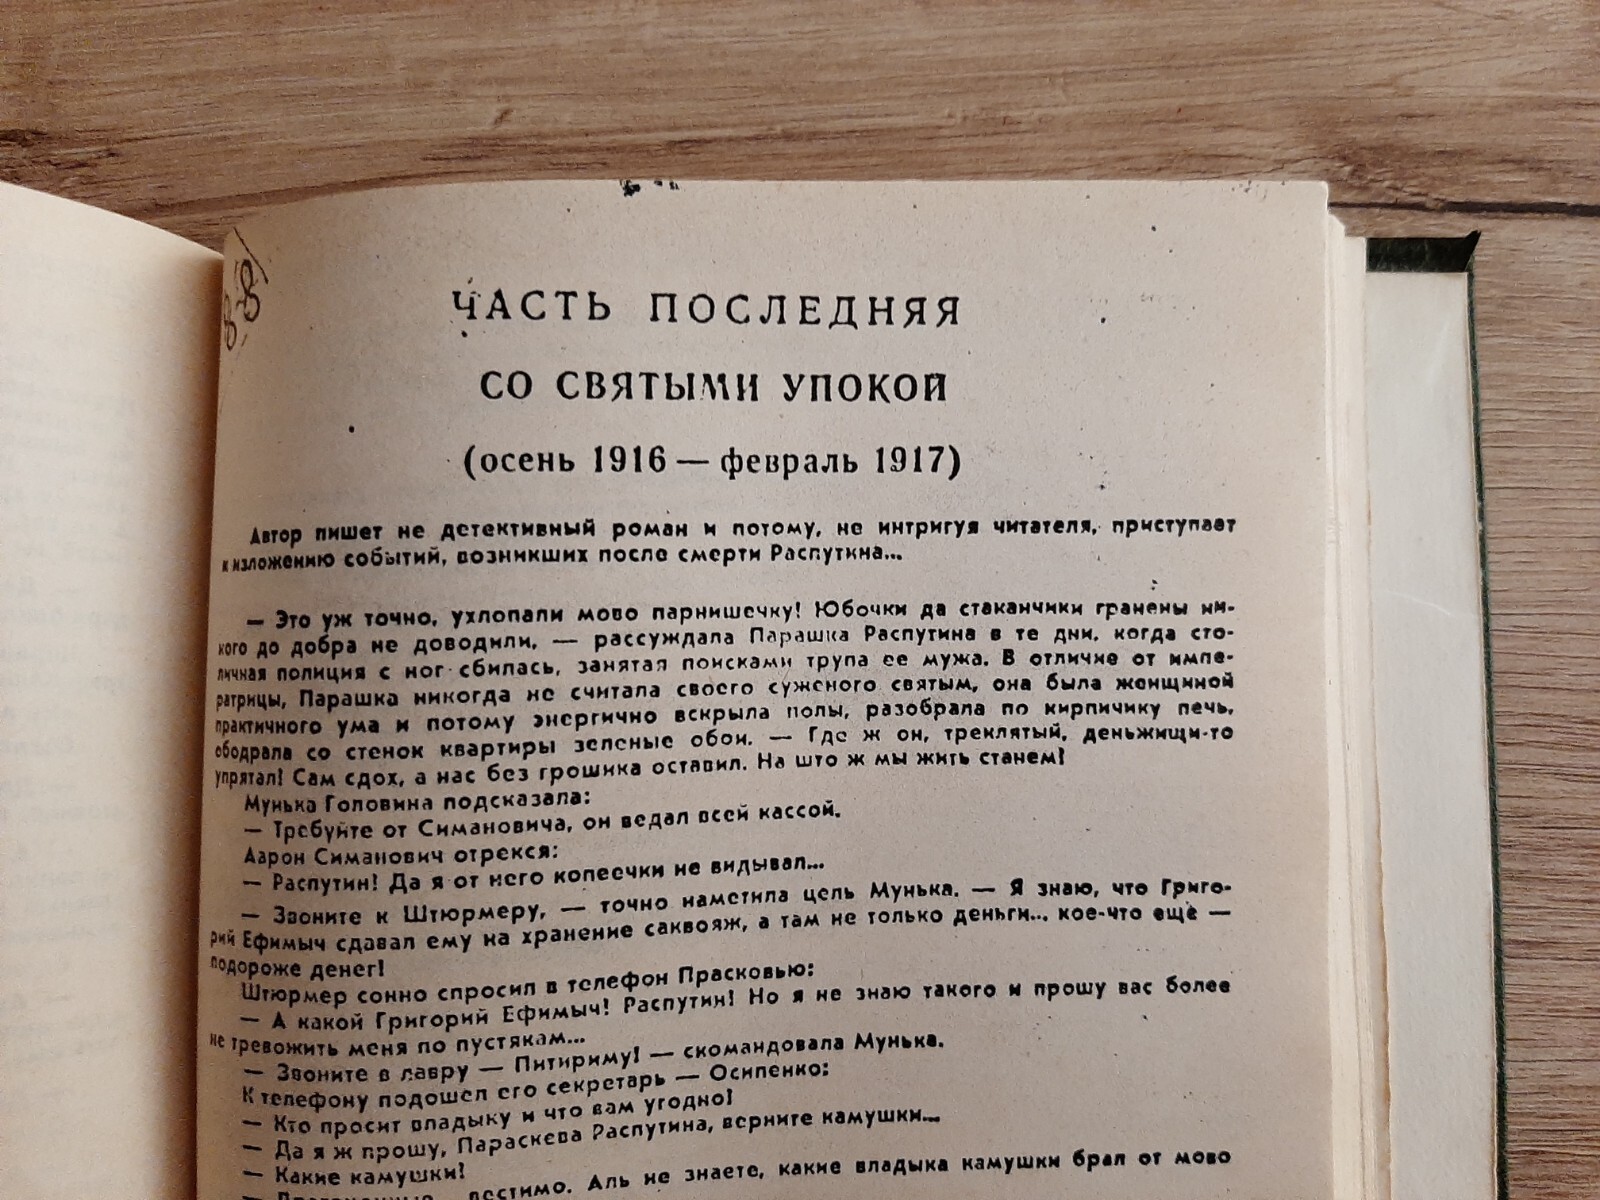 ЧАСТЬ ПОСЛЕДНЯЯ
СО СВЯТЫМИ УПОКОЙ
(осень 1916 — февраль 1917)
Автор пишет не детективный роман и потому, не интригуя читателя, приступает
к изложению событий, возникших после смерти Распутина...
— Это уж точно, ухлопали мово парнишечку! Юбочки да стаканчики гранены ни-
кого до добра не доводили, — рассуждала Парашка Распутина в те дни, когда сто-
личная полиция с ног сбилась, занятая поисками трупа ее мужа. В отличие от импе-
ратрицы, Парашка никогда не считала своего суженого святым, она была женщиной
практичного ума и потому энергично вскрыла полы, разобрала по кирпичику печь,
ободрала со стенок квартиры зеленые обои. — Где ж он, треклятый, деньжищи-то
упрятал! Сам сдох, а нас без грошика оставил. На што ж мы жить станем!
Мунька Головина подсказала:
— Требуйте от Симановича, он ведал всей кассой.
Аарон Симанович отрекся:
— Распутин! Да я от него копеечки не видывал...
— Звоните к Штюрмеру, — точно наметила цель Мунька. — Я знаю, что Григо-
рий Ефимыч сдавал ему на хранение саквояж, а там не только деньги... кое-что ещё —
подороже денег!
Штюрмер сонно спросил в телефон Прасковью:
— А какой Григорий Ефимыч! Распутин! Но я не знаю такого и прошу вас более
не тревожить меня по пустякам...
— Звоните в лавру — Питириму! — скомандовала Мунька.
К телефону подошел его секретарь — Осипенко:
— Кто просит владыку и что вам угодно!
— Да я ж прошу, Параскева Распутина, верните камушки...
— Какие камушки!
вестимо. Аль не знаете, какие владыка камушки брал от мово